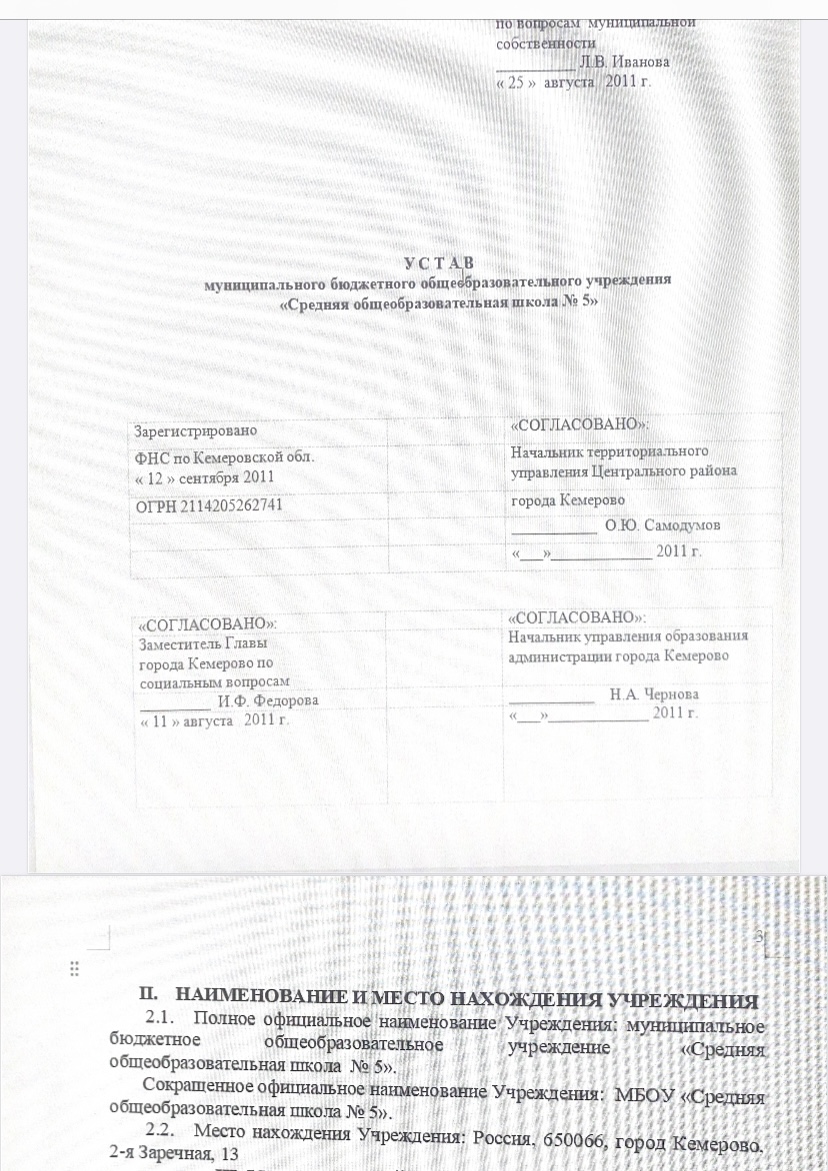 по вопросам муниципальной
собственности
____________ Л.В. Иванова
« 25 » августа 2011 г.
У С Т А В
муниципального бюджетного общеобразовательного учреждения
«Средняя общеобразовательная школа № 5»
Зарегистрировано
ФНС по Кемеровской обл.
« 12 » сентября 2011
ОГРН 2114205262741
«СОГЛАСОВАНО»:
Начальник территориального
управления Центрального района
города Кемерово
____________ О.Ю. Самодумов
«___»______________ 2011 г.
«СОГЛАСОВАНО»:
Заместитель Главы
города Кемерово по
социальным вопросам
__________ И.Ф. Федорова
« 11 » августа 2011 г.
«СОГЛАСОВАНО»:
Начальник управления образования
администрации города Кемерово
____________ Н.А. Чернова
«___»______________ 2011 г.
3
II. НАИМЕНОВАНИЕ И МЕСТО НАХОЖДЕНИЯ УЧРЕЖДЕНИЯ
2.1. Полное официальное наименование Учреждения: муниципальное
бюджетное общеобразовательное учреждение «Средняя
общеобразовательная школа № 5».
Сокращенное официальное наименование Учреждения: МБОУ «Средняя
общеобразовательная школа № 5».
2.2. Место нахождения Учреждения: Россия, 650066, город Кемерово,
2-я Заречная, 13